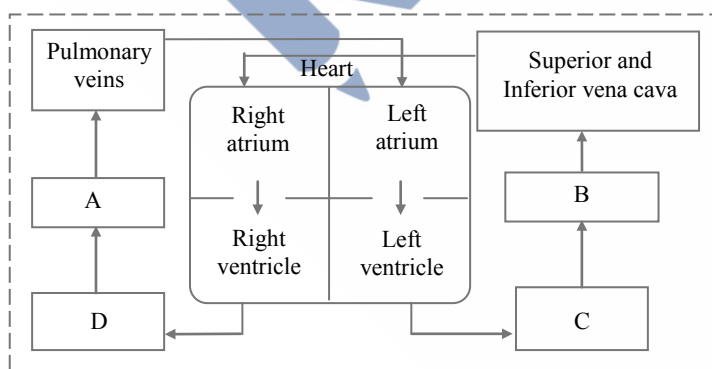 Pulmonary
veins
Heart
Superior and
Inferior vena cava
Right
atrium
Left
atrium
A
B
Right
ventricle
Left
ventricle
D
C